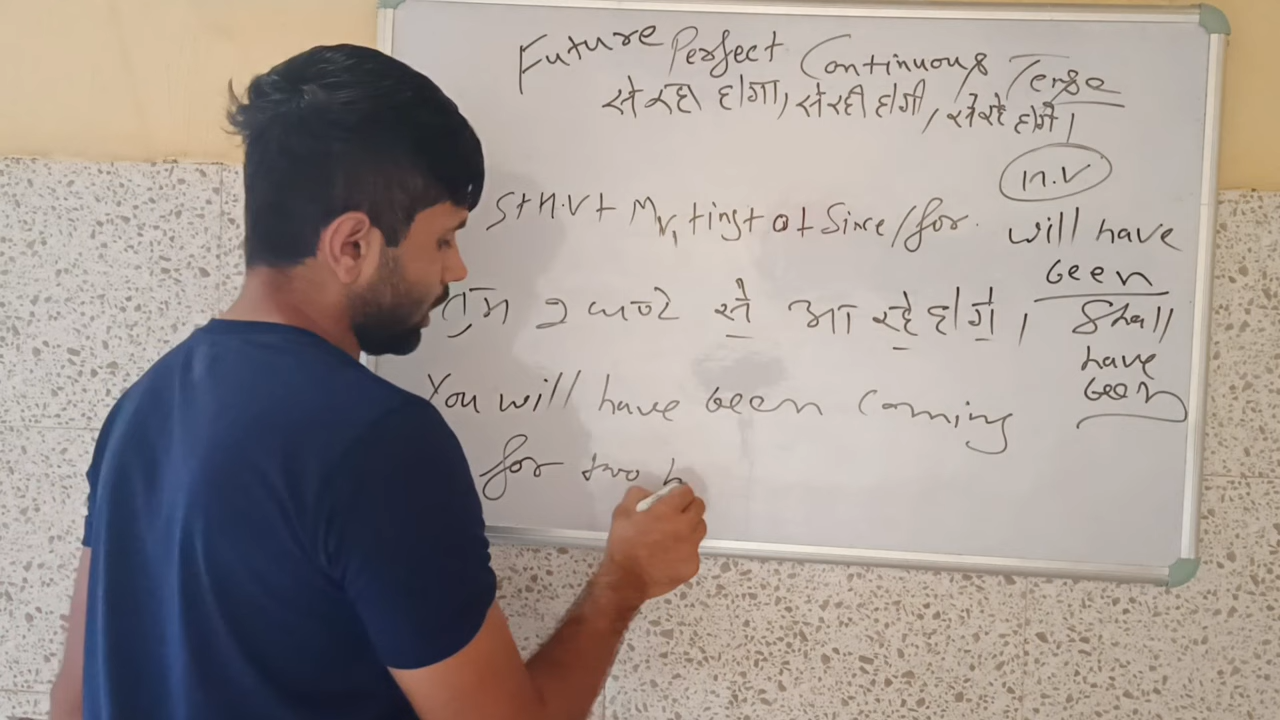 Future Perfect Continuous Tense
से रहा होगा, से रही होगी, से रहे होंगे।
H.V
S+H.V+ M.V₁+ing+o+Since/for.
will have
been
तुम 2 घण्टे से आ रहे होंगे।
Shall
have
been
You will have been coming
for two h